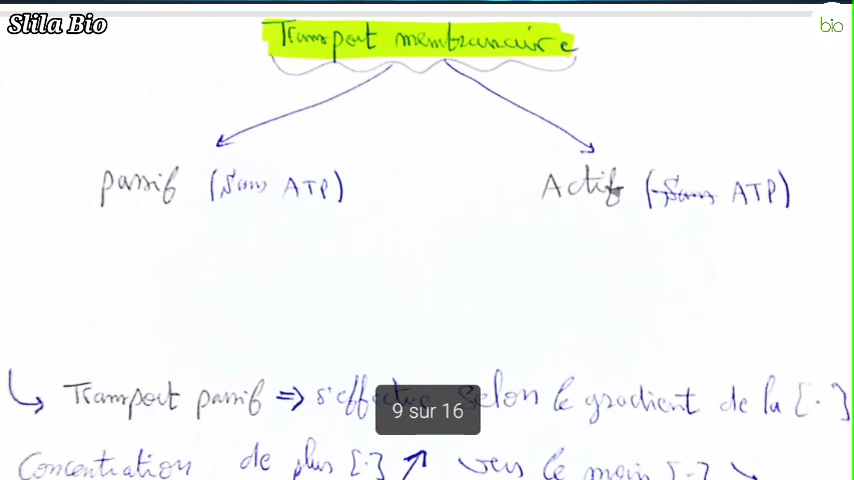 Slila Bio
bio
Transport membranaire
passif (Sans ATP) Actif (Sans ATP)
Transport passif => s'effectue selon le gradient de la [.]
9 sur 16
Concentration de plus [.] ↗ vers le moin [.] ↘